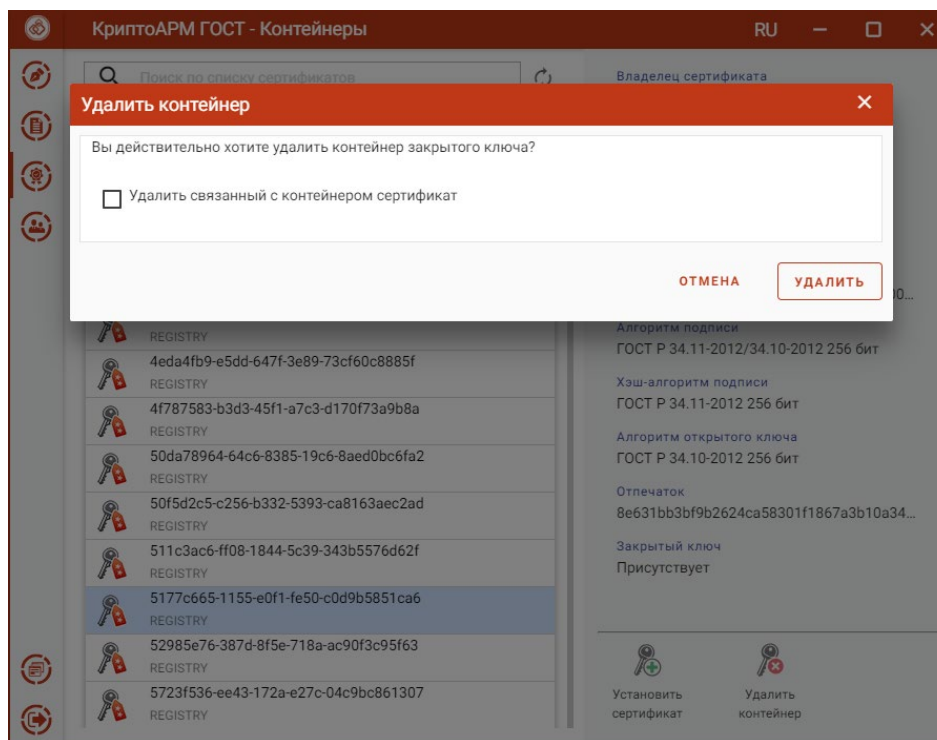 КриптоАРМ ГОСТ - Контейнеры
RU
Поиск по списку сертификатов
Владелец сертификата
Удалить контейнер
Вы действительно хотите удалить контейнер закрытого ключа?
Удалить связанный с контейнером сертификат
ОТМЕНА
УДАЛИТЬ
00...
REGISTRY
4eda4fb9-e5dd-647f-3e89-73cf60c8885f
REGISTRY
4f787583-b3d3-45f1-a7c3-d170f73a9b8a
REGISTRY
50da78964-64c6-8385-19c6-8aed0bc6fa2
REGISTRY
50f5d2c5-c256-b332-5393-ca8163aec2ad
REGISTRY
511c3ac6-ff08-1844-5c39-343b5576d62f
REGISTRY
5177c665-1155-e0f1-fe50-c0d9b5851ca6
REGISTRY
52985e76-387d-8f5e-718a-ac90f3c95f63
REGISTRY
5723f536-ee43-172a-e27c-04c9bc861307
REGISTRY
Алгоритм подписи
ГОСТ Р 34.11-2012/34.10-2012 256 бит
Хэш-алгоритм подписи
ГОСТ Р 34.11-2012 256 бит
Алгоритм открытого ключа
ГОСТ Р 34.10-2012 256 бит
Отпечаток
8e631bb3bf9b2624ca58301f1867a3b10a34...
Закрытый ключ
Присутствует
Установить
сертификат
Удалить
контейнер